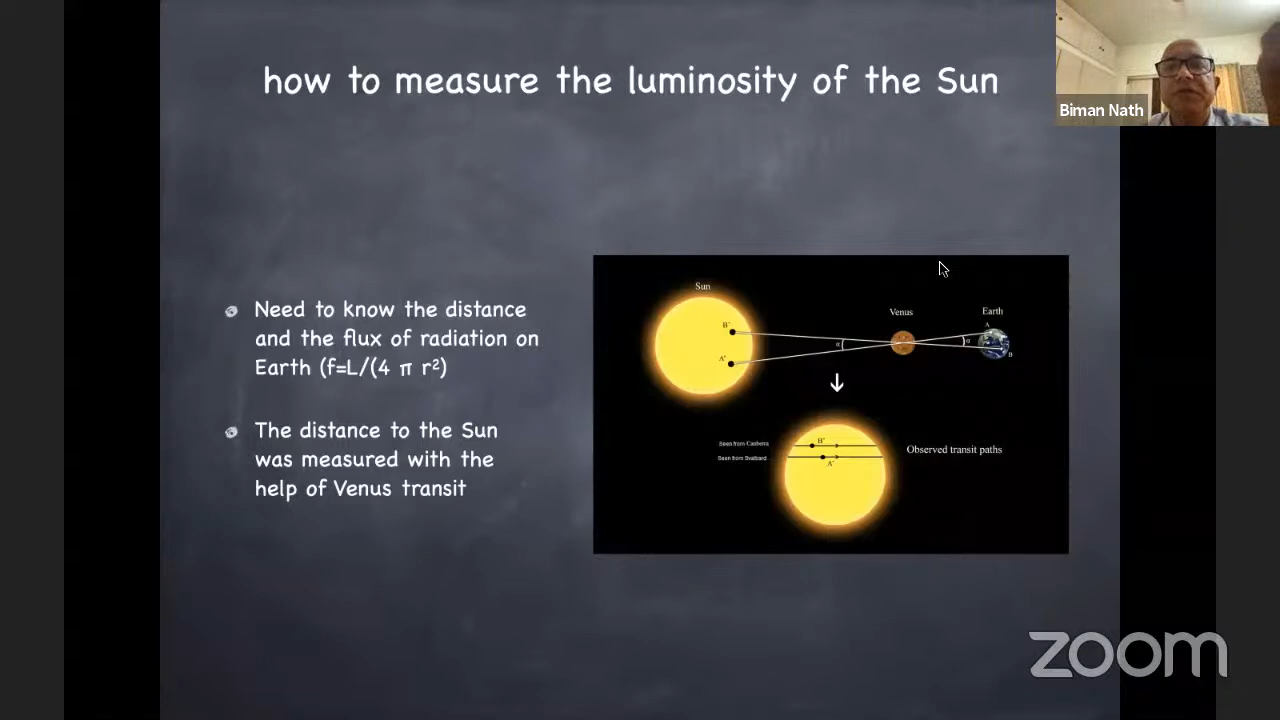 how to measure the luminosity of the Sun
Biman Nath
Need to know the distance
and the flux of radiation on
Earth (f=L/(4 π r²)
The distance to the Sun
was measured with the
help of Venus transit
Sun
Venus
Earth
B'
A'
α
α
A
B
Seen from Canberra
Seen from Svalbard
B'
A'
Observed transit paths
zoom